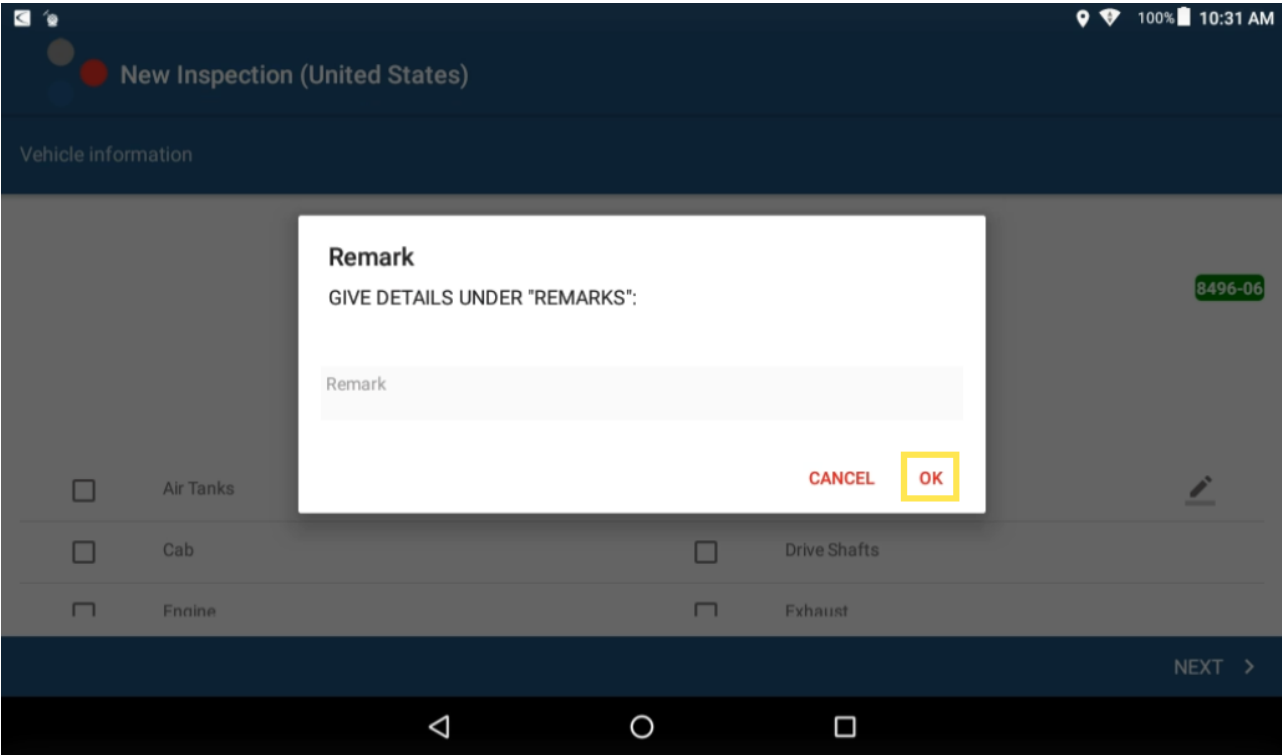 100% 10:31 AM
New Inspection (United States)
Vehicle information
Remark
GIVE DETAILS UNDER "REMARKS":
8496-06
Remark
CANCEL OK
Air Tanks
Cab Drive Shafts
Engine Exhaust
NEXT